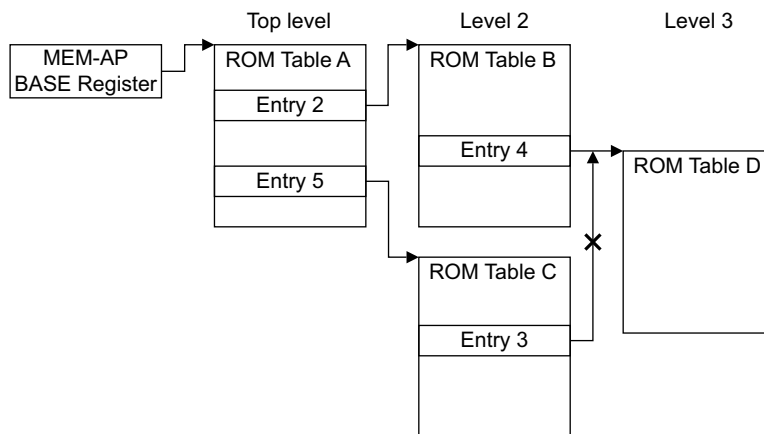 Top level
Level 2
Level 3
MEM-AP
BASE Register
ROM Table A
Entry 2
Entry 5
ROM Table B
Entry 4
ROM Table C
Entry 3
ROM Table D